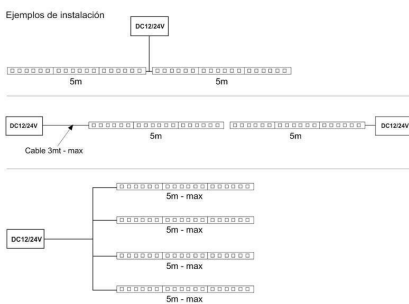 Ejemplos de instalación
DC12/24V
5m 5m
DC12/24V DC12/24V
5m 5m
Cable 3mt - max
5m - max
5m - max
DC12/24V
5m - max
5m - max